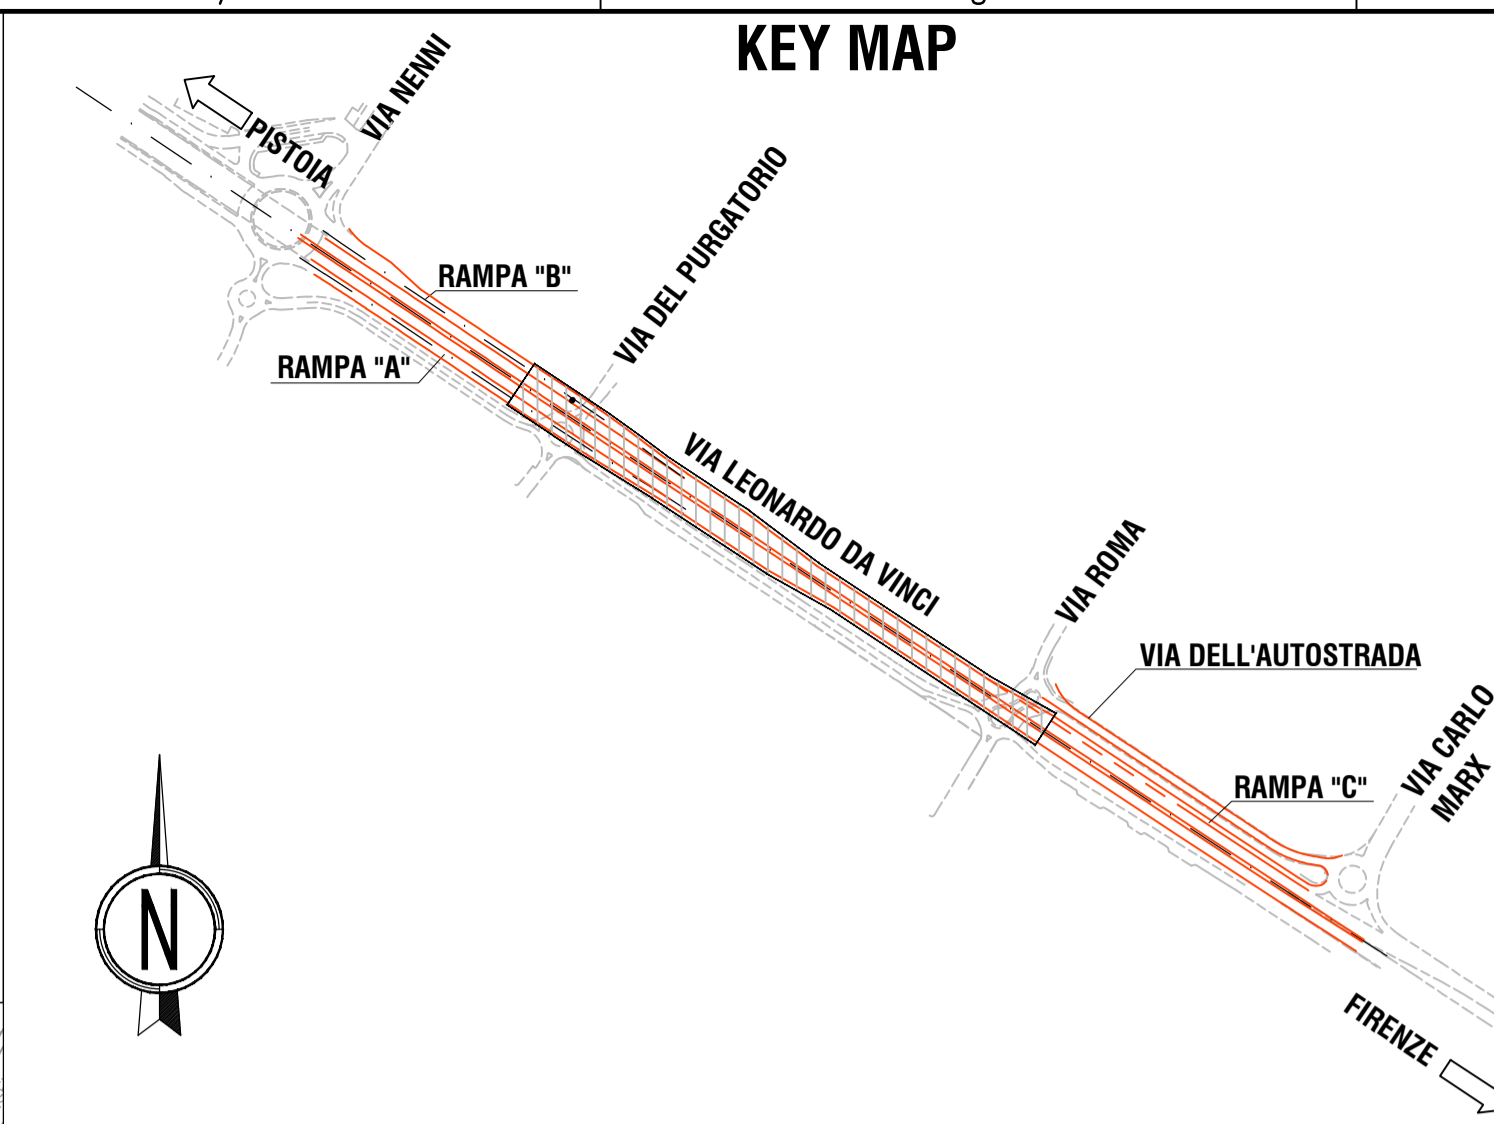 KEY MAP
VIA NENNI
PISTOIA
VIA DEL PURGATORIO
RAMPA "B"
RAMPA "A"
VIA LEONARDO DA VINCI
VIA ROMA
VIA DELL'AUTOSTRADA
VIA CARLO
MARX
RAMPA "C"
N
FIRENZE